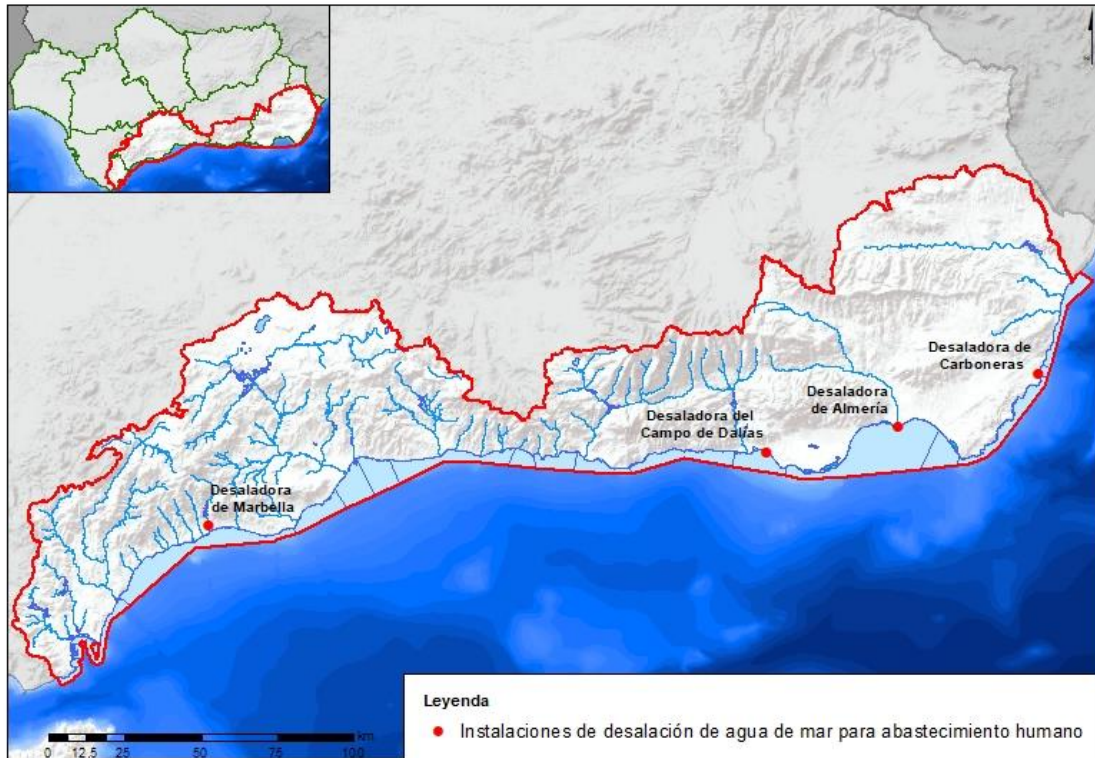 Desaladora de
Carboneras
Desaladora
de Almería
Desaladora del
Campo de Dalías
Desaladora
de Marbella
Leyenda
Instalaciones de desalación de agua de mar para abastecimiento humano
km
0 12,5 25 50 75 100